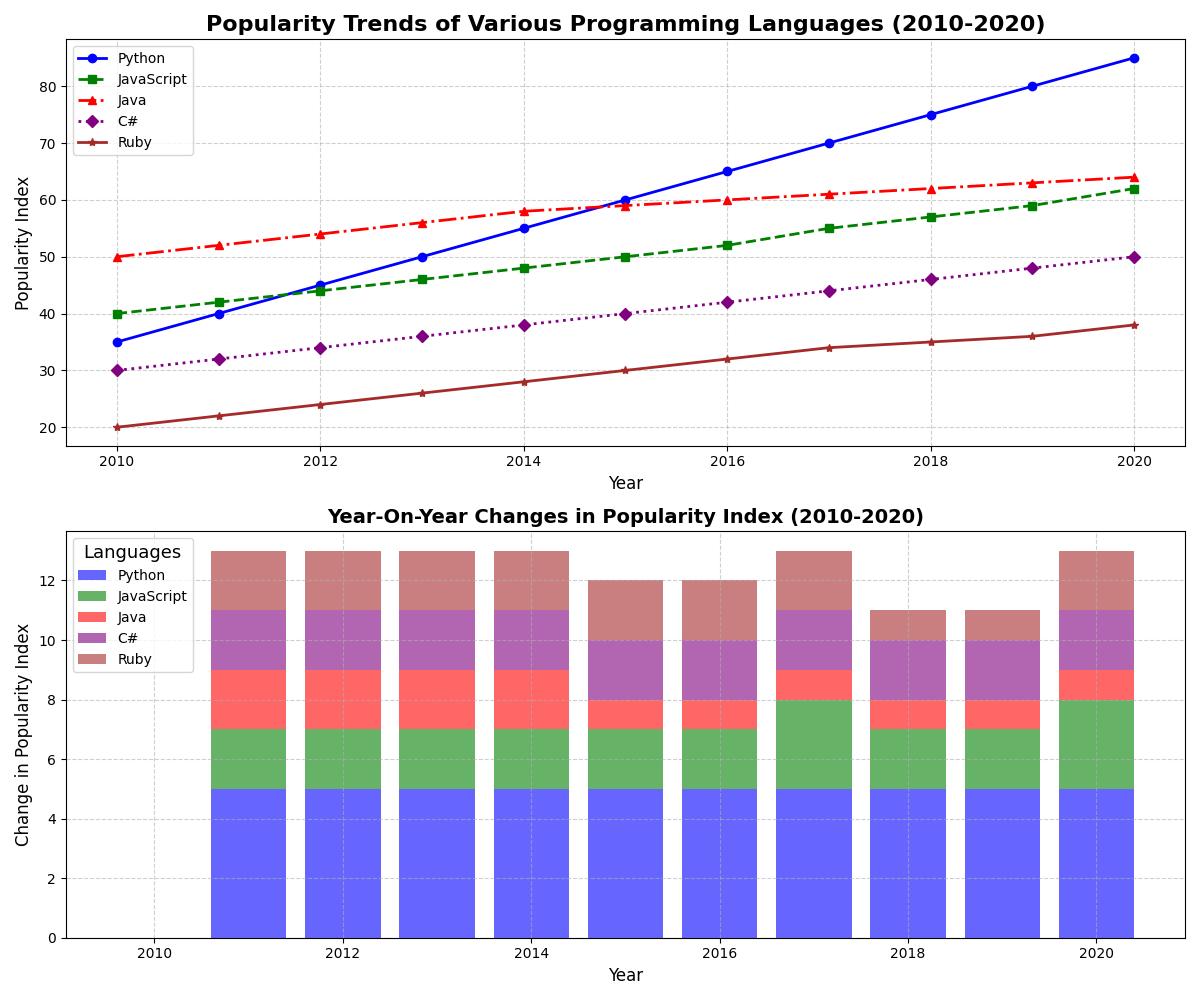 Popularity Trends of Various Programming Languages (2010-2020)
Python
JavaScript
Java
C#
Ruby
Popularity Index
80
70
60
50
40
30
20
2010 2012 2014 2016 2018 2020
Year
Year-On-Year Changes in Popularity Index (2010-2020)
Languages
Python
JavaScript
Java
C#
Ruby
Change in Popularity Index
12
10
8
6
4
2
0
2010 2012 2014 2016 2018 2020
Year